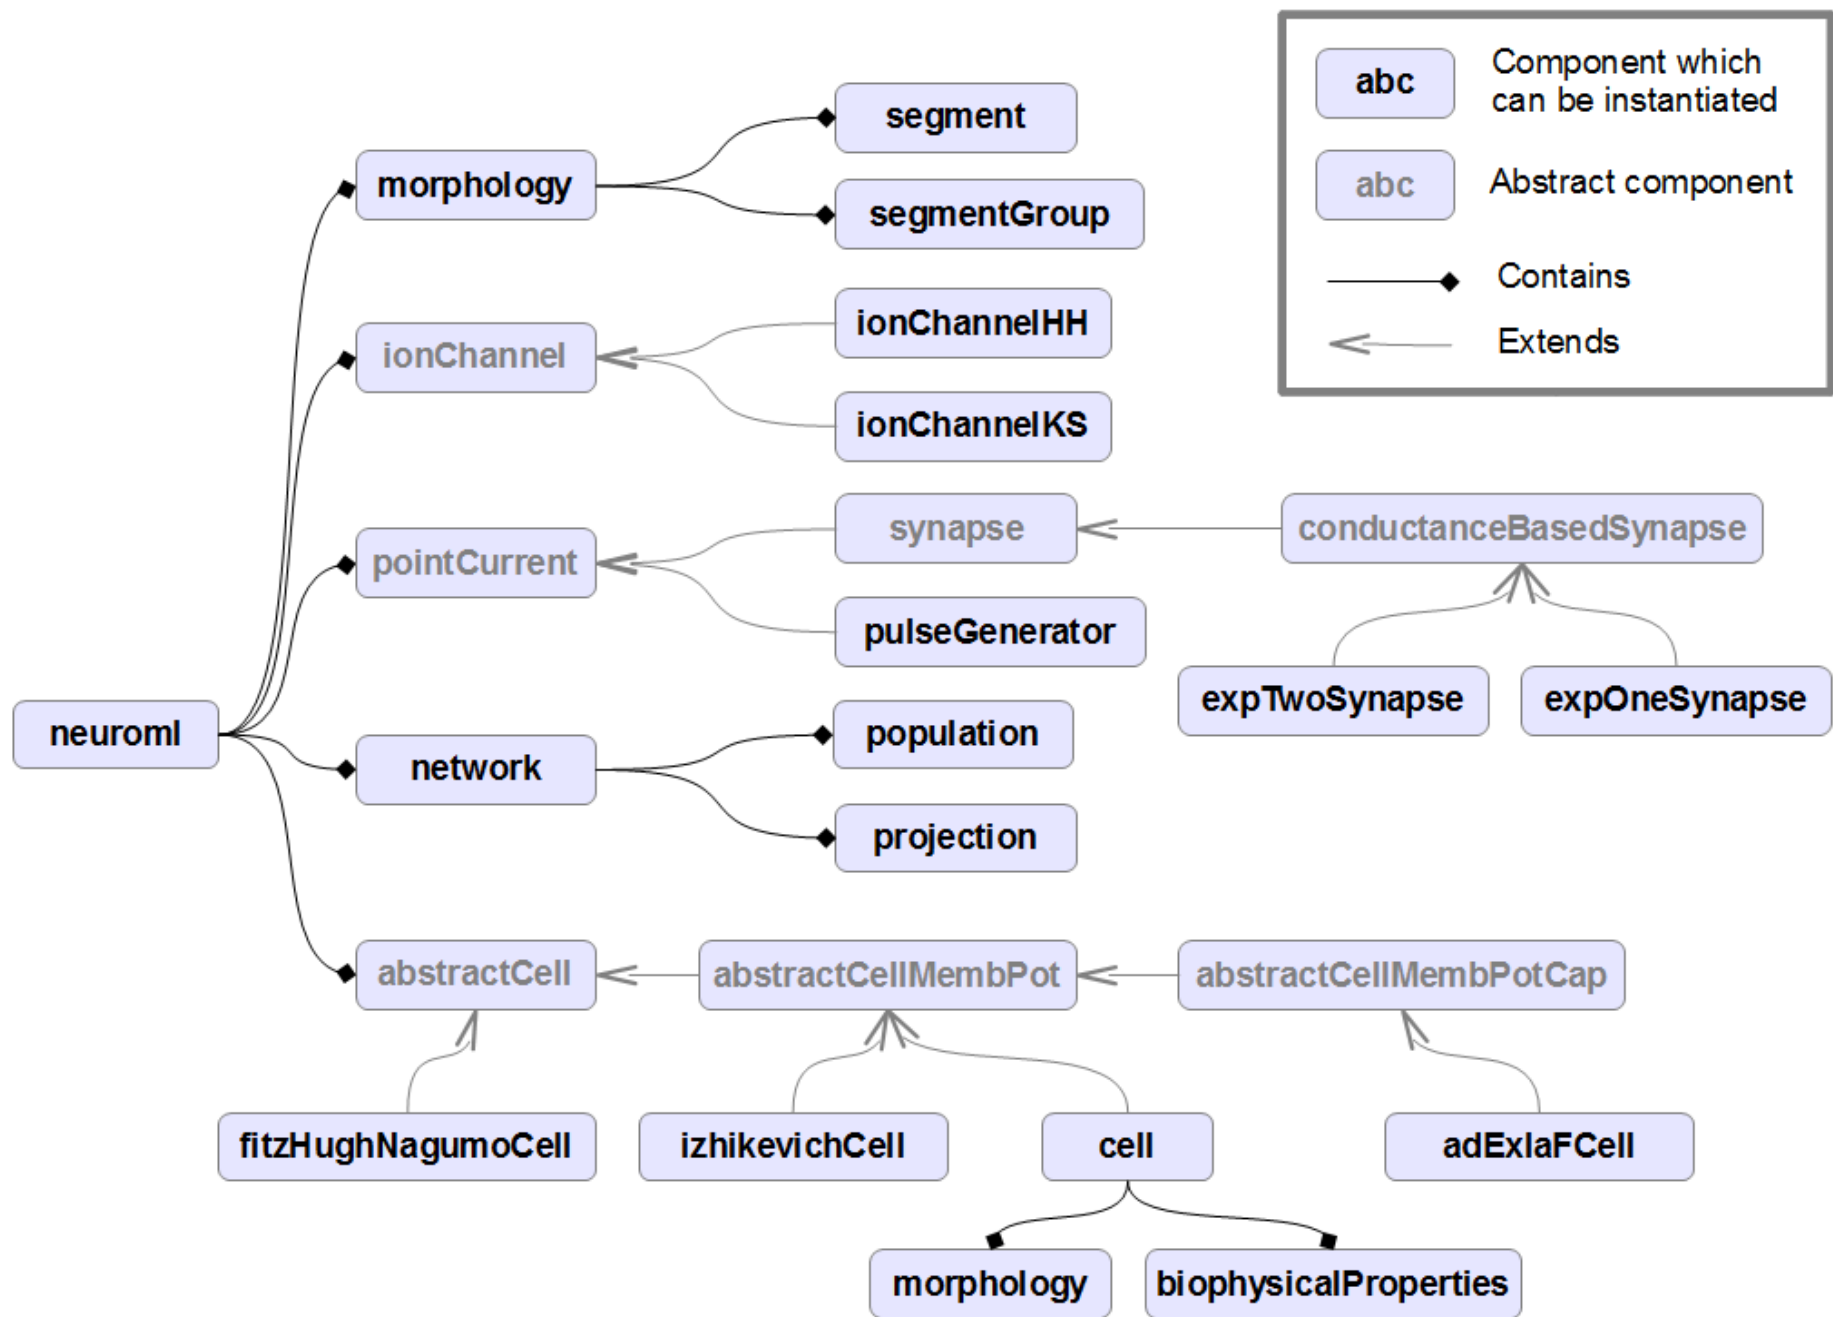 abc
Component which
can be instantiated
abc
Abstract component
Contains
Extends
segment
morphology
segmentGroup
ionChannelHH
ionChannel
ionChannelKS
synapse
conductanceBasedSynapse
pointCurrent
pulseGenerator
expTwoSynapse
expOneSynapse
neuroml
population
network
projection
abstractCell
abstractCellMembPot
abstractCellMembPotCap
fitzHughNagumoCell
izhikevichCell
cell
adExIaFCell
morphology
biophysicalProperties